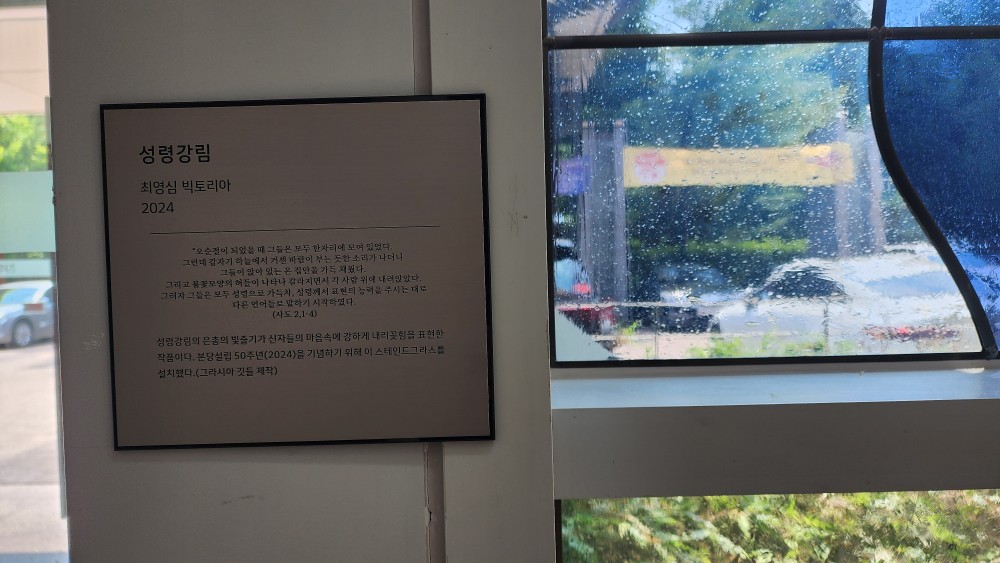 성령강림
최영심 빅토리아
2024
"오순절이 되었을 때 그들은 모두 한자리에 모여 있었다.
그런데 갑자기 하늘에서 거센 바람이 부는 듯한 소리가 나더니
그들이 앉아 있는 온 집안을 가득 채웠다.
그리고 불꽃모양의 혀들이 나타나 갈라지면서 각 사람 위에 내려앉았다.
그러자 그들은 모두 성령으로 가득차, 성령께서 표현의 능력을 주시는 대로
다른 언어들로 말하기 시작하였다.
(사도 2,1-4)
성령강림의 은총의 빛줄기가 신자들의 마음속에 강하게 내리꽂힘을 표현한
작품이다. 본당설립 50주년(2024)을 기념하기 위해 이 스테인드그라스를
설치했다.(그라시아 깃들 제작)